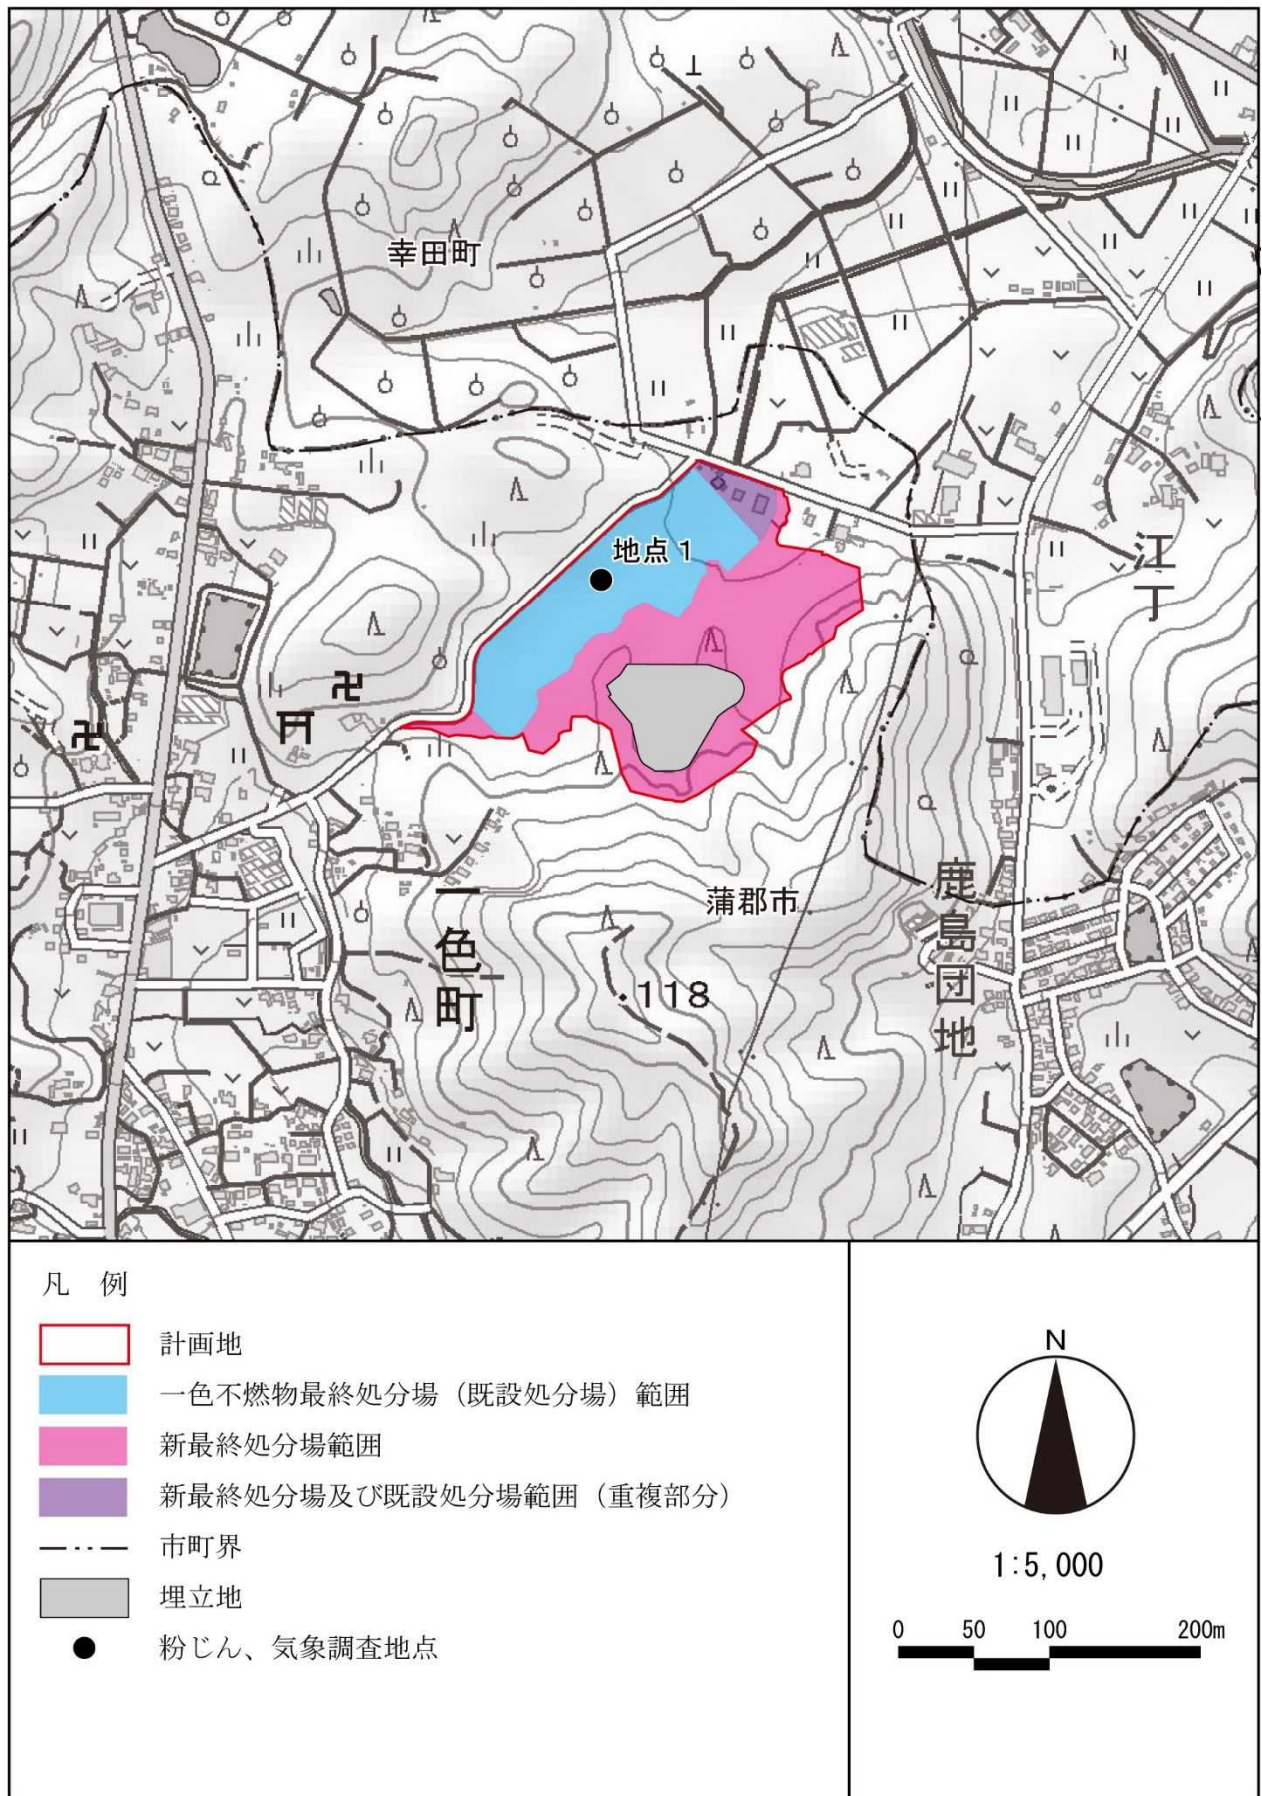 幸田町
地点1
江丁
一色町
蒲郡市
118
鹿島団地
凡 例
計画地
一色不燃物最終処分場（既設処分場）範囲
新最終処分場範囲
新最終処分場及び既設処分場範囲（重複部分）
市町界
埋立地
粉じん、気象調査地点
N
1:5,000
0 50 100 200m